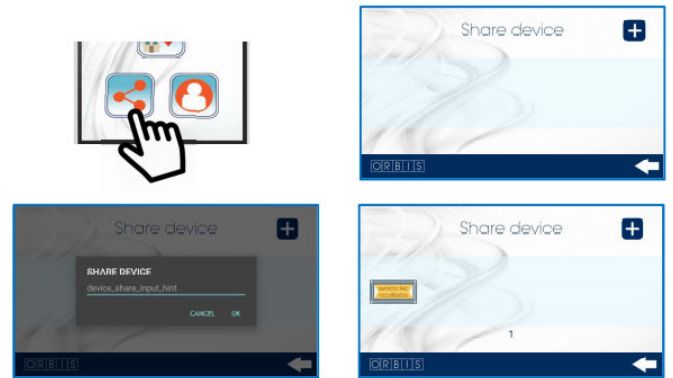 Share device
ORBIS
Share device
SHARE DEVICE
device_share_input_hint
CANCEL OK
ORBIS
Share device
1
ORBIS